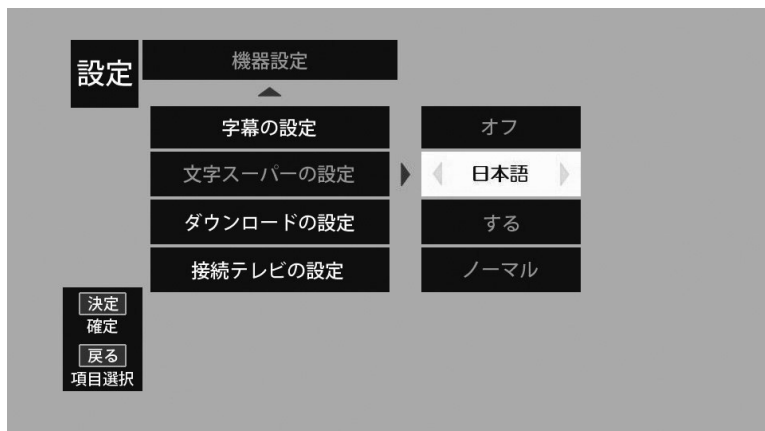 設定
機器設定
字幕の設定
オフ
文字スーパーの設定
日本語
ダウンロードの設定
する
接続テレビの設定
ノーマル
決定
確定
戻る
項目選択